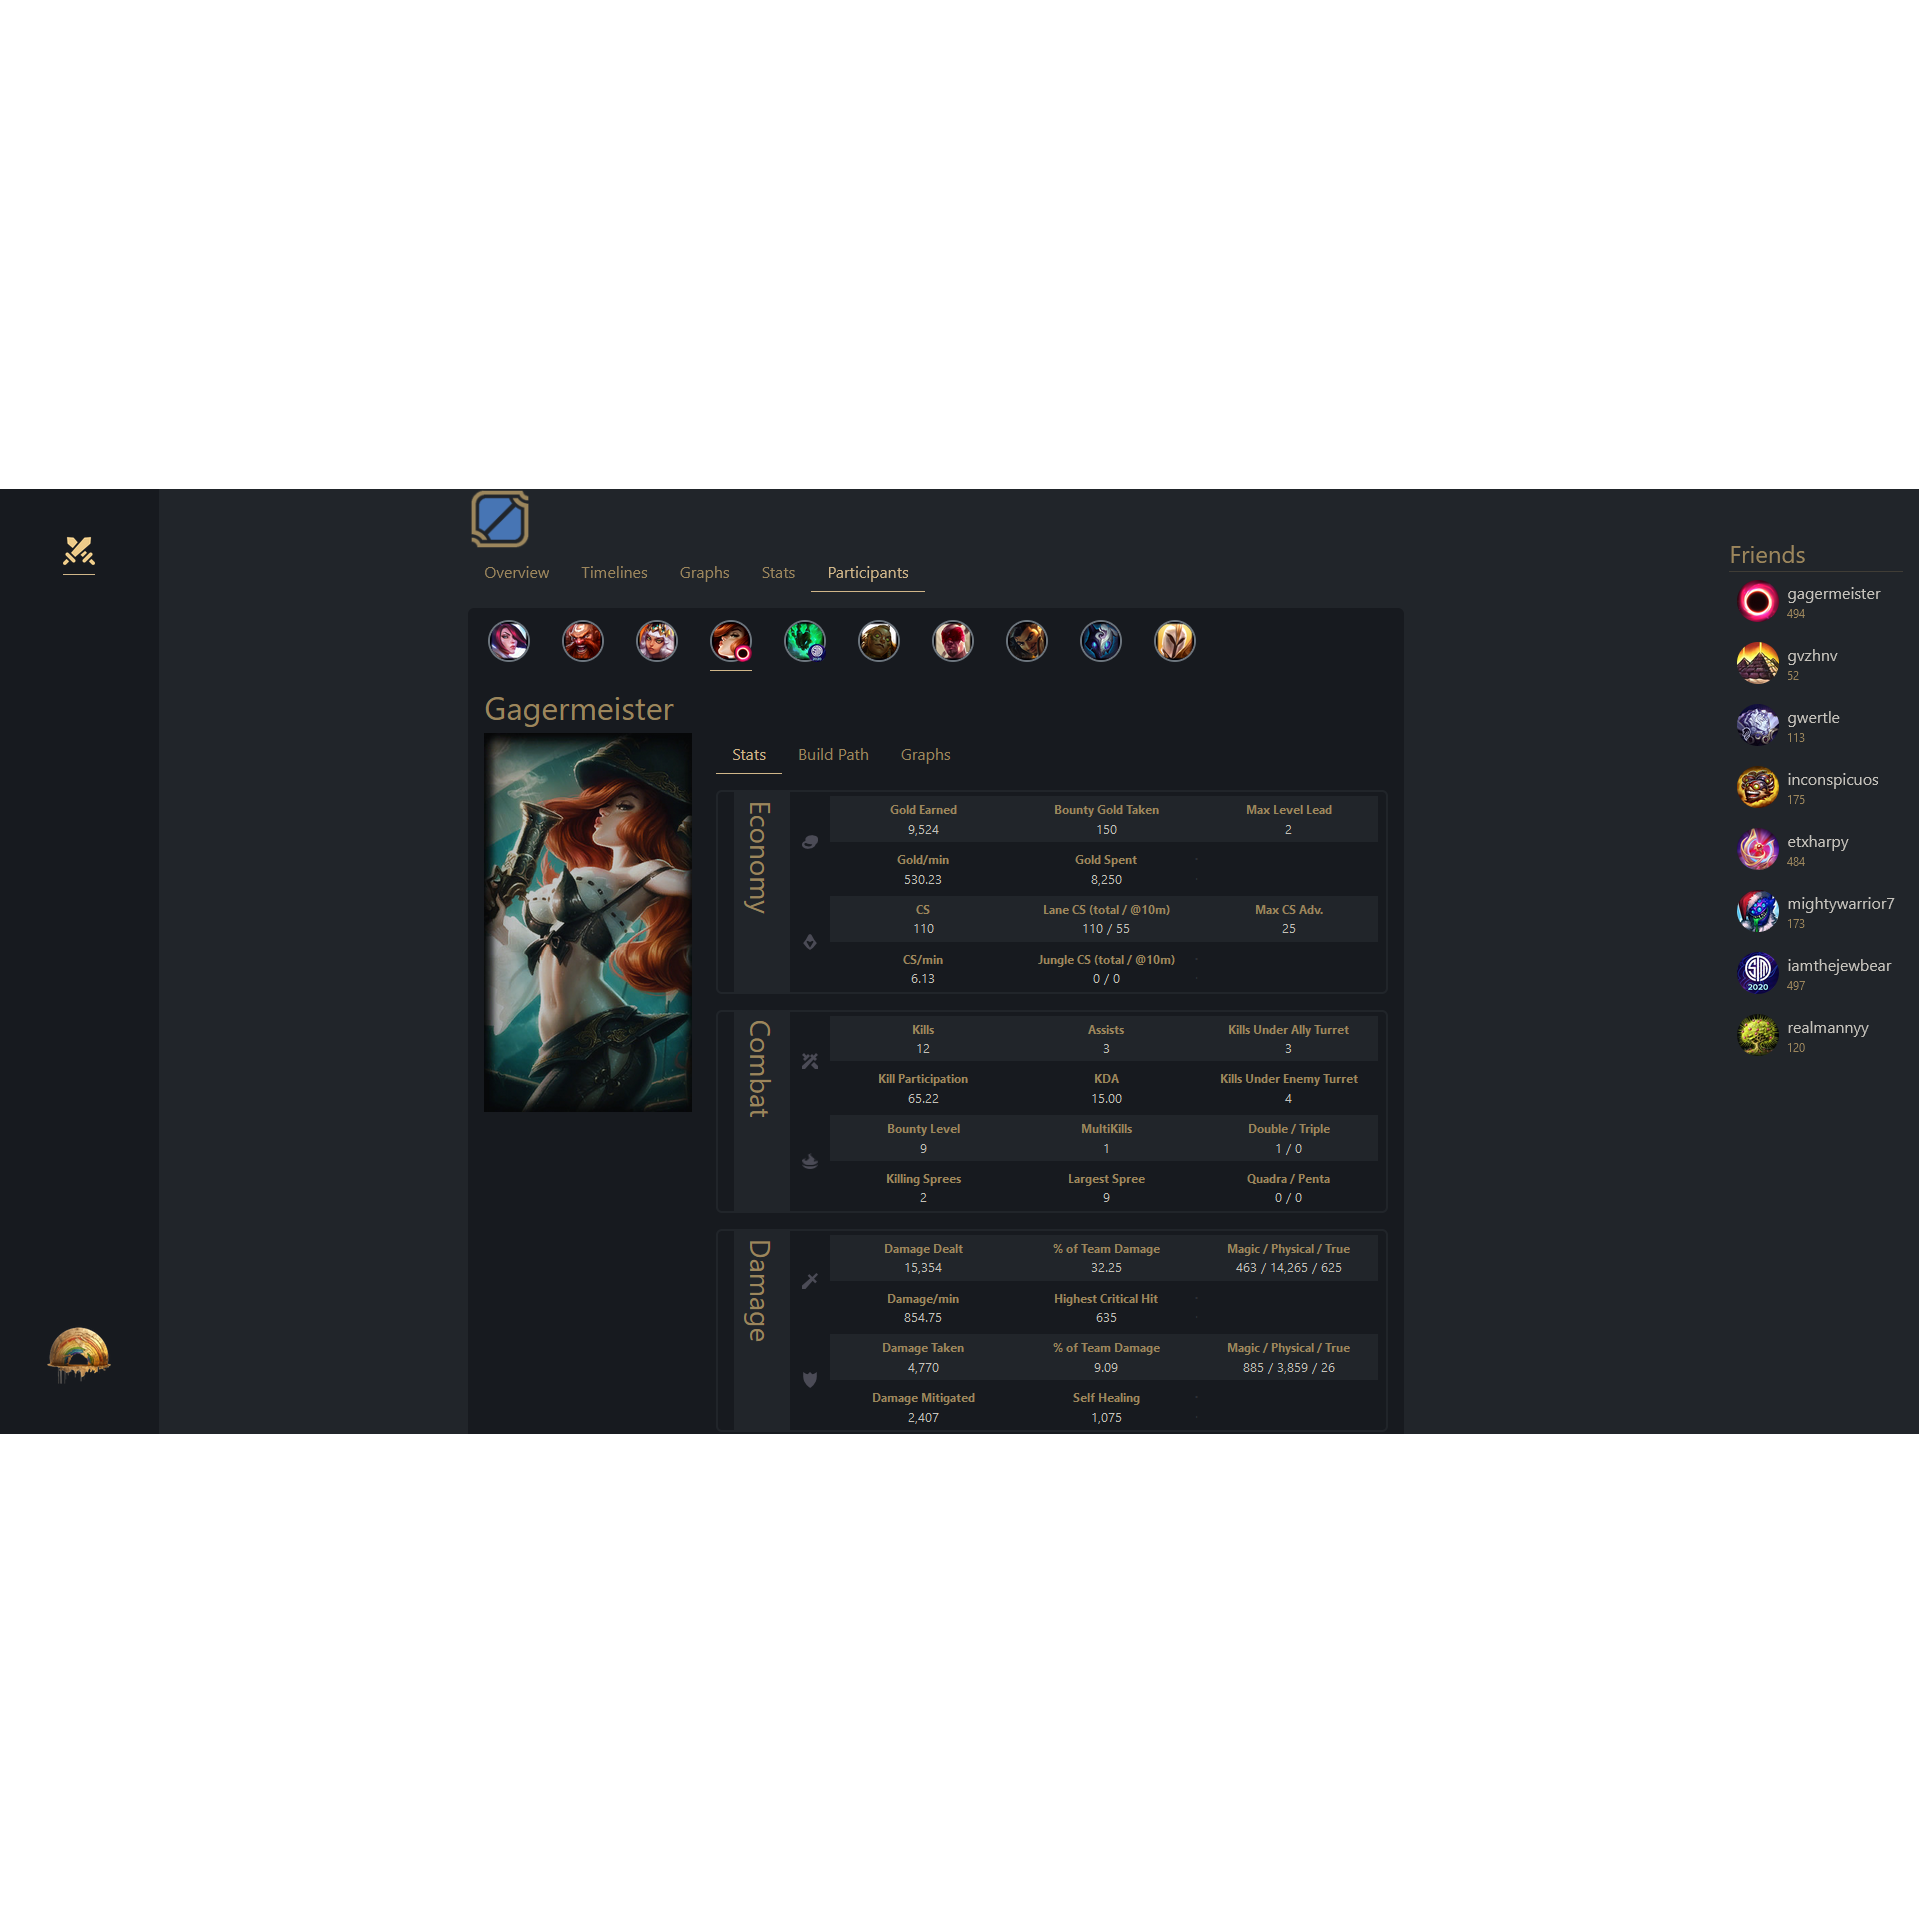 Overview Timelines Graphs Stats Participants
Gagermeister
Stats Build Path Graphs
Economy
Gold Earned Bounty Gold Taken Max Level Lead
9,524 150 2
Gold/min Gold Spent
530.23 8,250
CS Lane CS (total / @10m) Max CS Adv.
110 110 / 55 25
CS/min Jungle CS (total / @10m)
6.13 0 / 0
Combat
Kills Assists Kills Under Ally Turret
12 3 3
Kill Participation KDA Kills Under Enemy Turret
65.22 15.00 4
Bounty Level MultiKills Double / Triple
9 1 1 / 0
Killing Sprees Largest Spree Quadra / Penta
2 9 0 / 0
Damage
Damage Dealt % of Team Damage Magic / Physical / True
15,354 32.25 463 / 14,265 / 625
Damage/min Highest Critical Hit
854.75 635
Damage Taken % of Team Damage Magic / Physical / True
4,770 9.09 885 / 3,859 / 26
Damage Mitigated Self Healing
2,407 1,075
Friends
gagermeister
494
gvzhnv
52
gwertle
113
inconspicuos
175
etxharpy
484
mightywarrior7
173
iamthejewbear
497
2020
realmannyy
120